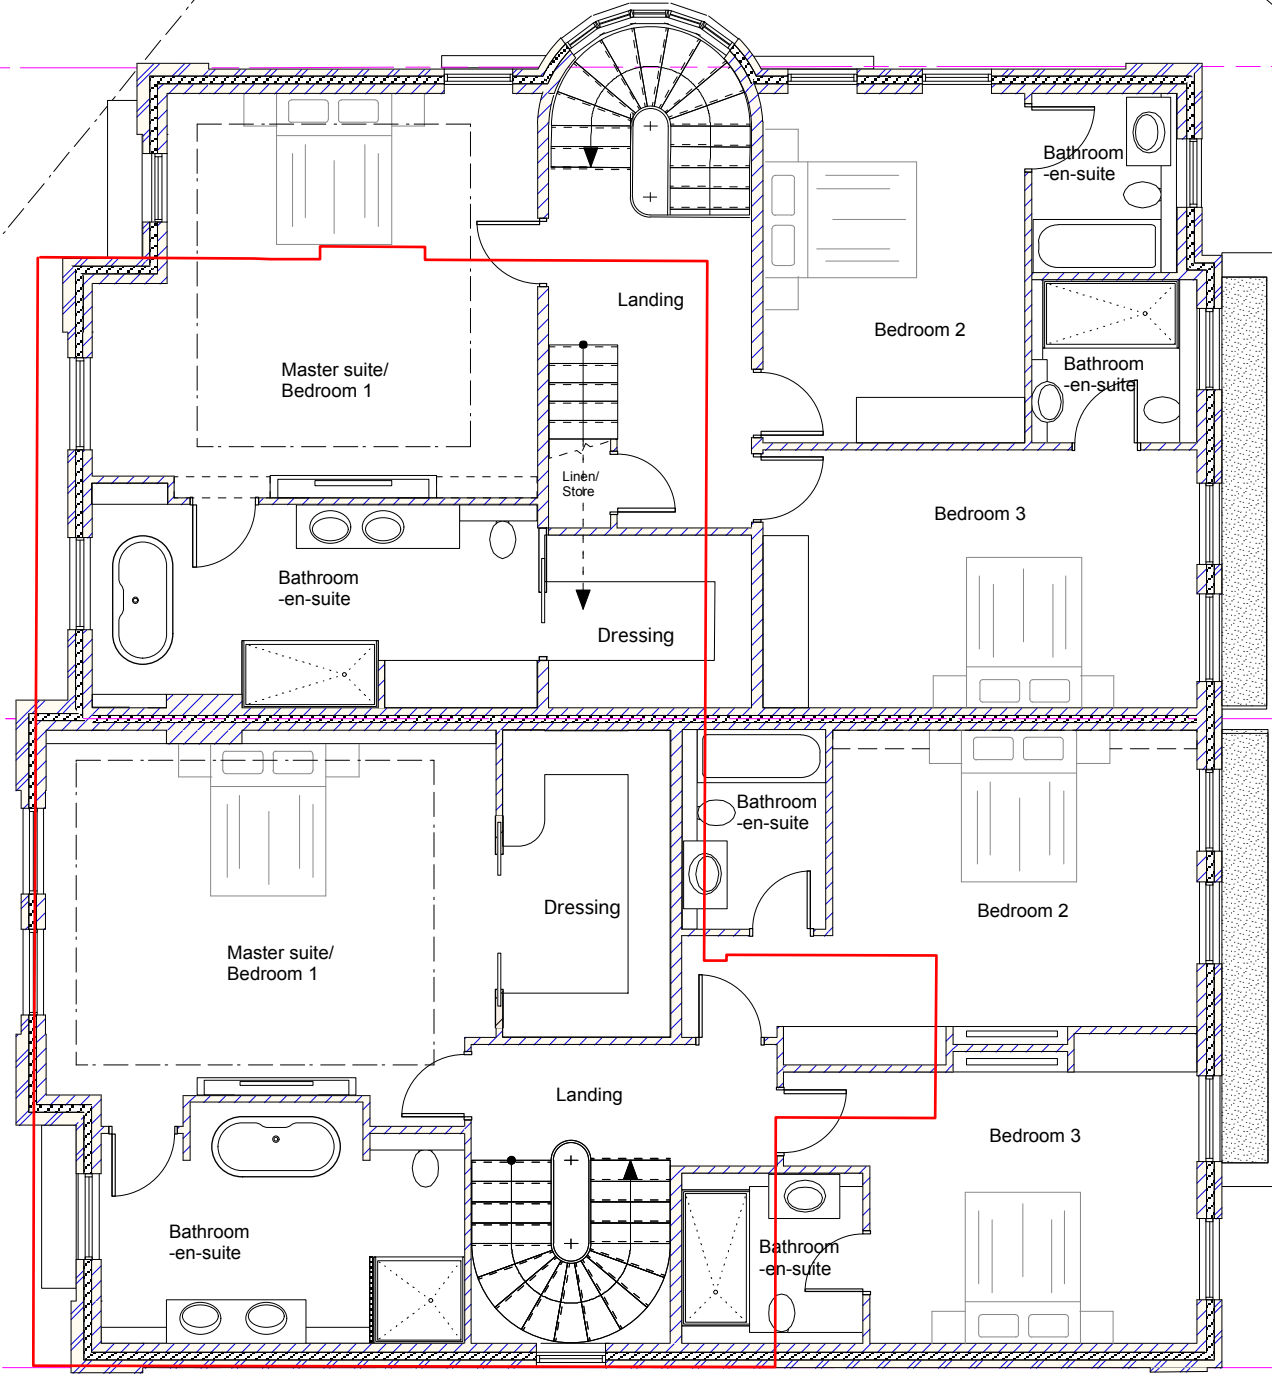 Bathroom
-en-suite
Landing
Bedroom 2
Master suite/
Bedroom 1
Bathroom
-en-suite
Linen/
Store
Bedroom 3
Bathroom
-en-suite
Dressing
Bathroom
-en-suite
Dressing
Bedroom 2
Master suite/
Bedroom 1
Landing
Bedroom 3
Bathroom
-en-suite
Bathroom
-en-suite